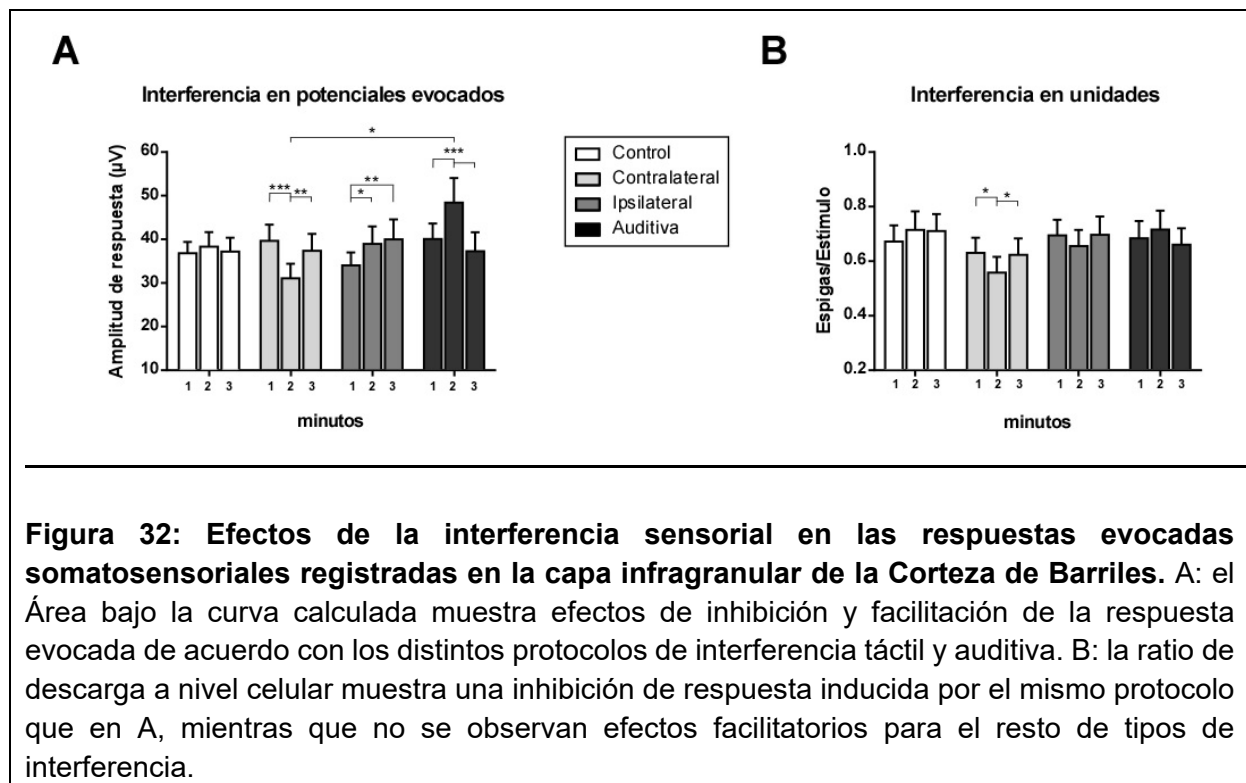 A
Interferencia en potenciales evocados
*
***
**
*
**
***
Amplitud de respuesta (µV)
60
50
40
30
20
10
1 2 3 1 2 3 1 2 3 1 2 3
minutos
Control
Contralateral
Ipsilateral
Auditiva
B
Interferencia en unidades
* *
Espigas/Estímulo
1.0
0.8
0.6
0.4
0.2
1 2 3 1 2 3 1 2 3 1 2 3
minutos
Figura 32: Efectos de la interferencia sensorial en las respuestas evocadas
somatosensoriales registradas en la capa infragranular de la Corteza de Barriles. A: el
Área bajo la curva calculada muestra efectos de inhibición y facilitación de la respuesta
evocada de acuerdo con los distintos protocolos de interferencia táctil y auditiva. B: la ratio de
descarga a nivel celular muestra una inhibición de respuesta inducida por el mismo protocolo
que en A, mientras que no se observan efectos facilitatorios para el resto de tipos de
interferencia.